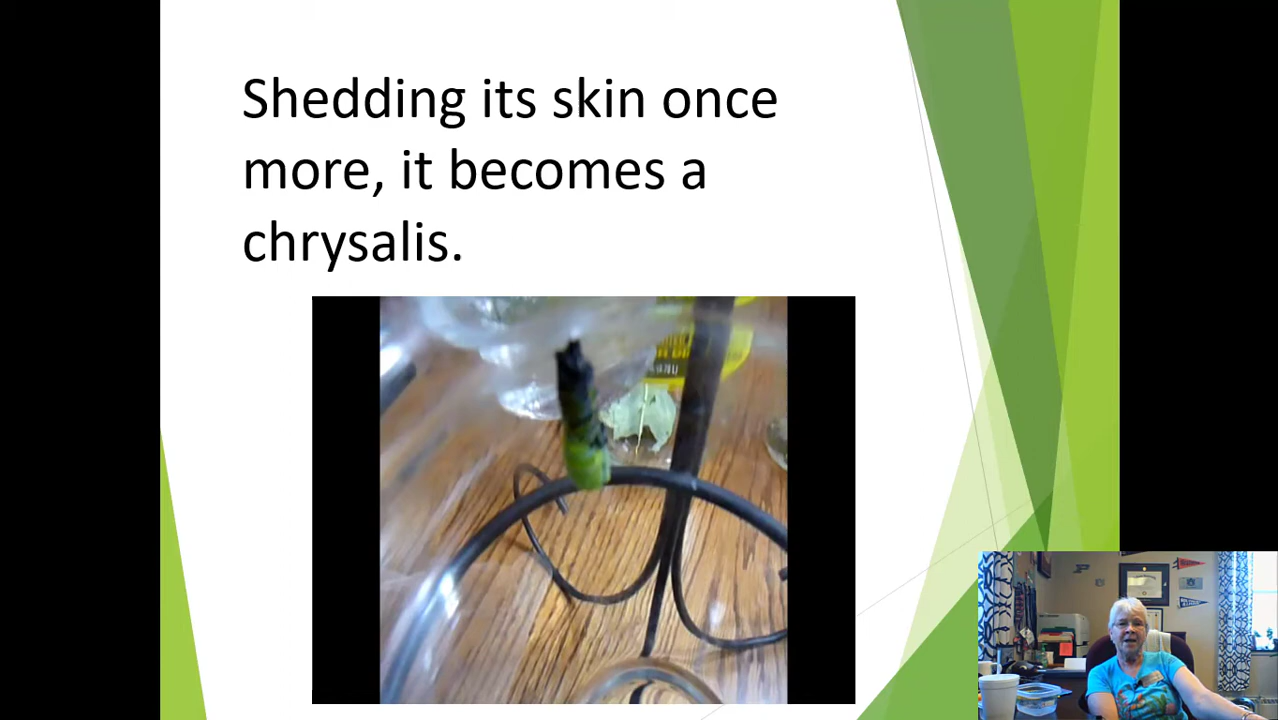 Shedding its skin once
more, it becomes a
chrysalis.